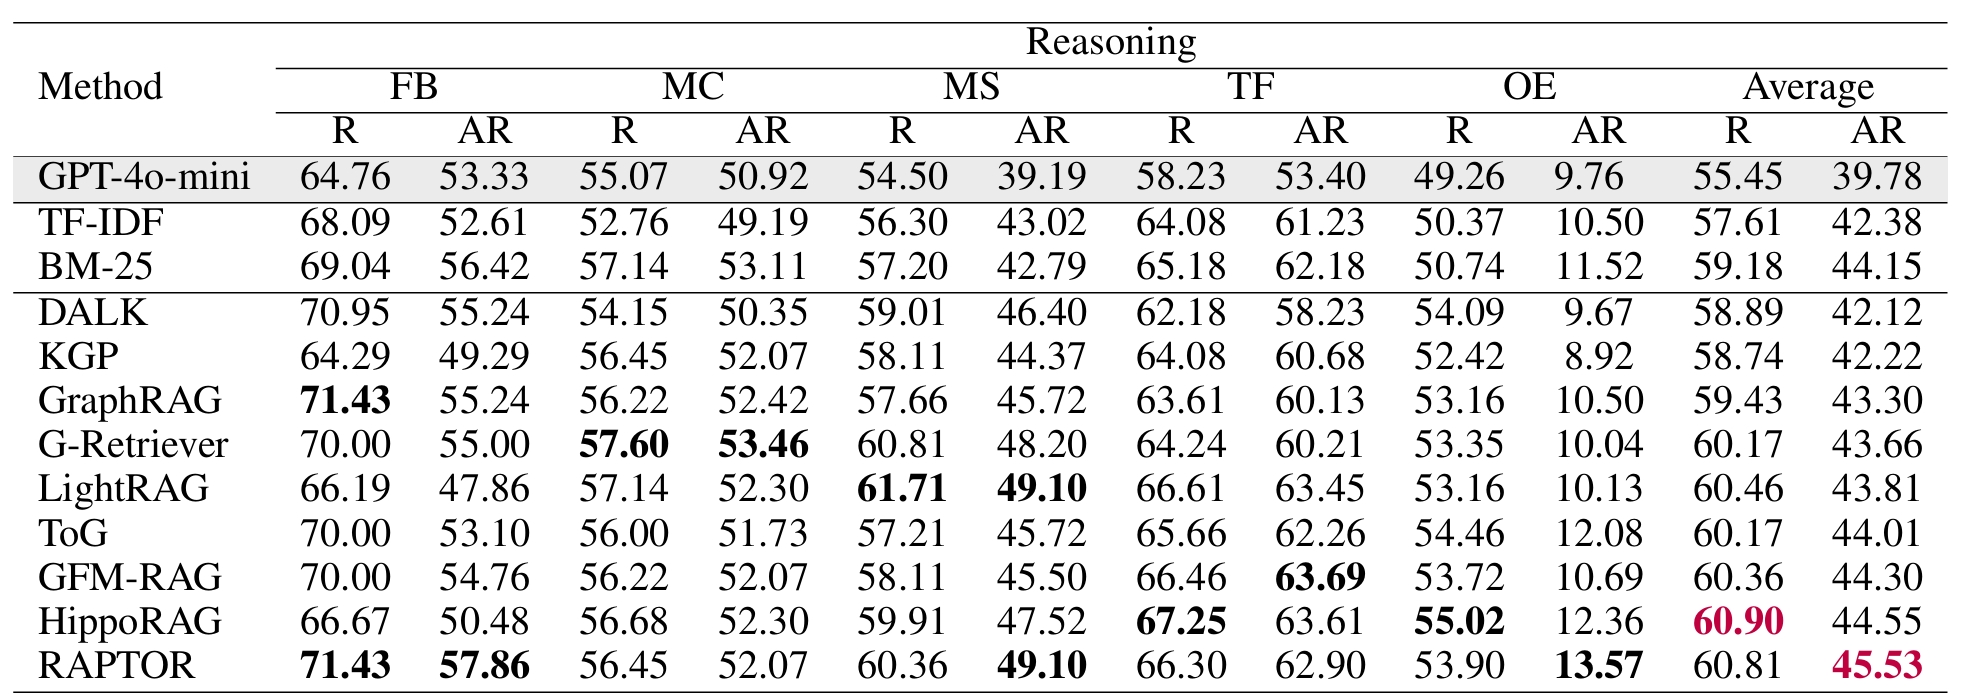 Reasoning
Method FB MC MS TF OE Average
R AR R AR R AR R AR R AR R AR
GPT-4o-mini 64.76 53.33 55.07 50.92 54.50 39.19 58.23 53.40 49.26 9.76 55.45 39.78
TF-IDF 68.09 52.61 52.76 49.19 56.30 43.02 64.08 61.23 50.37 10.50 57.61 42.38
BM-25 69.04 56.42 57.14 53.11 57.20 42.79 65.18 62.18 50.74 11.52 59.18 44.15
DALK 70.95 55.24 54.15 50.35 59.01 46.40 62.18 58.23 54.09 9.67 58.89 42.12
KGP 64.29 49.29 56.45 52.07 58.11 44.37 64.08 60.68 52.42 8.92 58.74 42.22
GraphRAG 71.43 55.24 56.22 52.42 57.66 45.72 63.61 60.13 53.16 10.50 59.43 43.30
G-Retriever 70.00 55.00 57.60 53.46 60.81 48.20 64.24 60.21 53.35 10.04 60.17 43.66
LightRAG 66.19 47.86 57.14 52.30 61.71 49.10 66.61 63.45 53.16 10.13 60.46 43.81
ToG 70.00 53.10 56.00 51.73 57.21 45.72 65.66 62.26 54.46 12.08 60.17 44.01
GFM-RAG 70.00 54.76 56.22 52.07 58.11 45.50 66.46 63.69 53.72 10.69 60.36 44.30
HippoRAG 66.67 50.48 56.68 52.30 59.91 47.52 67.25 63.61 55.02 12.36 60.90 44.55
RAPTOR 71.43 57.86 56.45 52.07 60.36 49.10 66.30 62.90 53.90 13.57 60.81 45.53